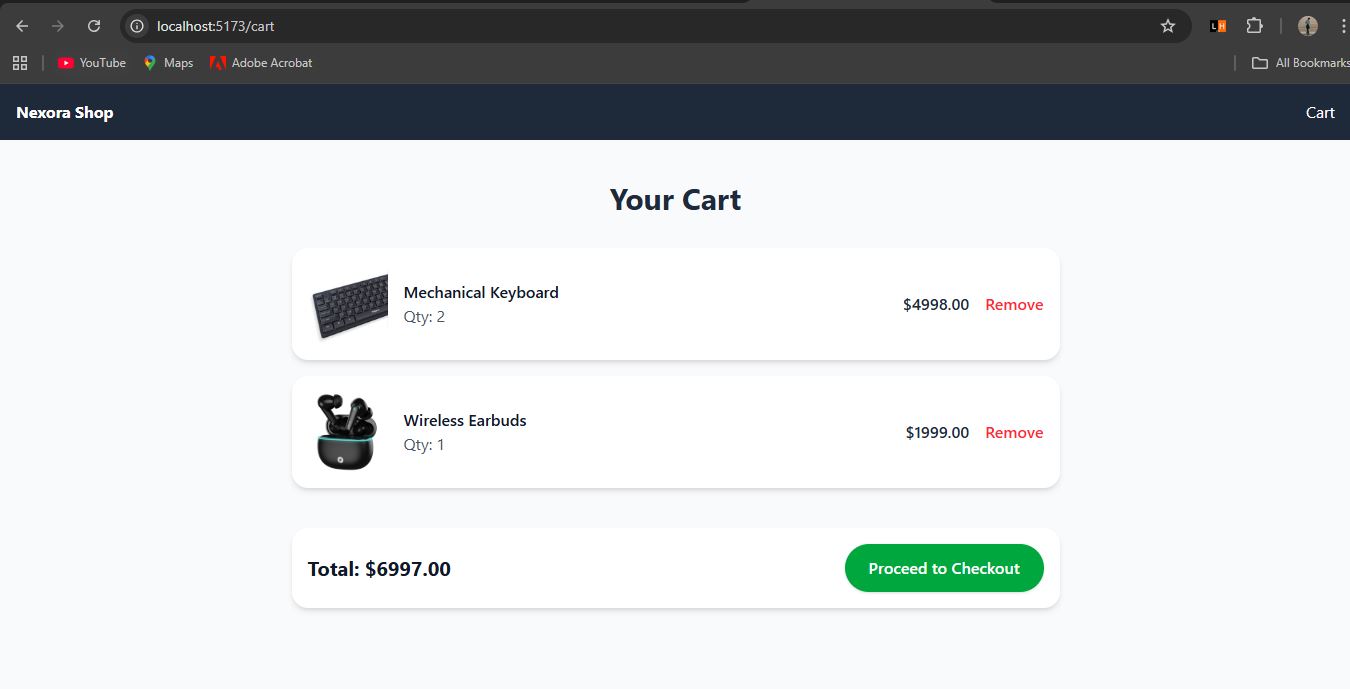 localhost:5173/cart
LH
YouTube
Maps
Adobe Acrobat
All Bookmarks
Nexora Shop
Cart
Your Cart
Mechanical Keyboard
Qty: 2
$4998.00
Remove
Wireless Earbuds
Qty: 1
$1999.00
Remove
Total: $6997.00
Proceed to Checkout